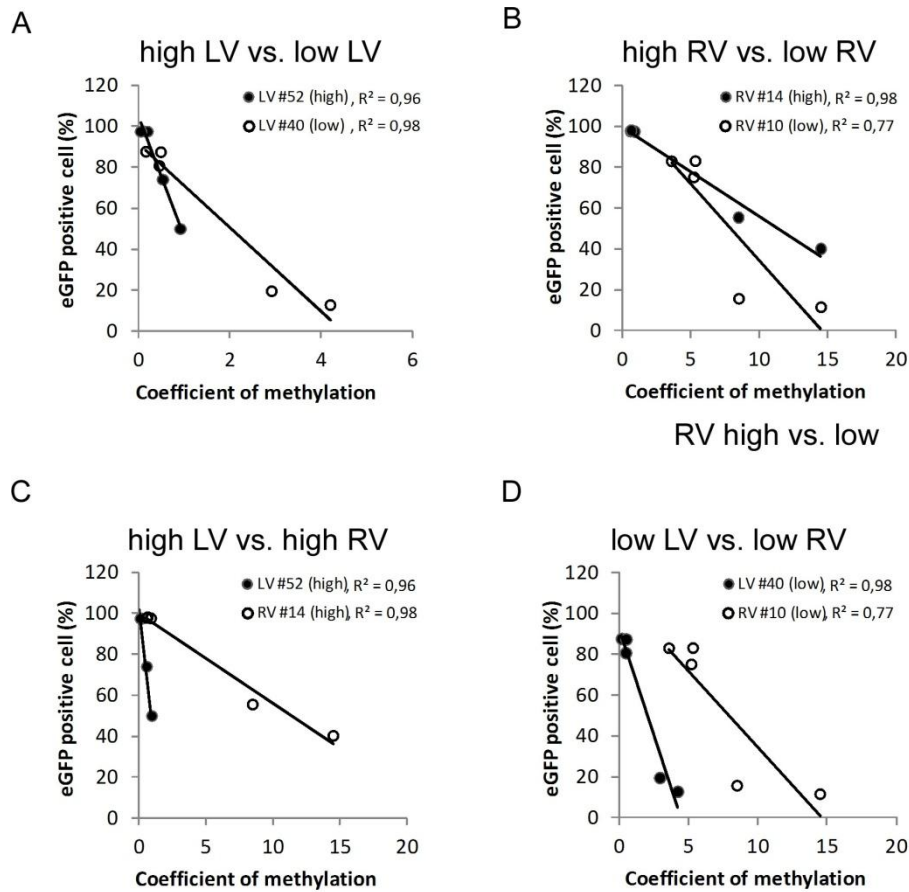 A
high LV vs. low LV
eGFP positive cell (%)
120
100
80
60
40
20
0
LV #52 (high) , R² = 0,96
LV #40 (low) , R² = 0,98
0 2 4 6
Coefficient of methylation
B
high RV vs. low RV
eGFP positive cell (%)
120
100
80
60
40
20
0
RV #14 (high), R² = 0,98
RV #10 (low), R² = 0,77
0 5 10 15 20
Coefficient of methylation
RV high vs. low
C
high LV vs. high RV
eGFP positive cell (%)
120
100
80
60
40
20
0
LV #52 (high), R² = 0,96
RV #14 (high), R² = 0,98
0 5 10 15 20
Coefficient of methylation
D
low LV vs. low RV
eGFP positive cell (%)
120
100
80
60
40
20
0
LV #40 (low), R² = 0,98
RV #10 (low), R² = 0,77
0 5 10 15 20
Coefficient of methylation